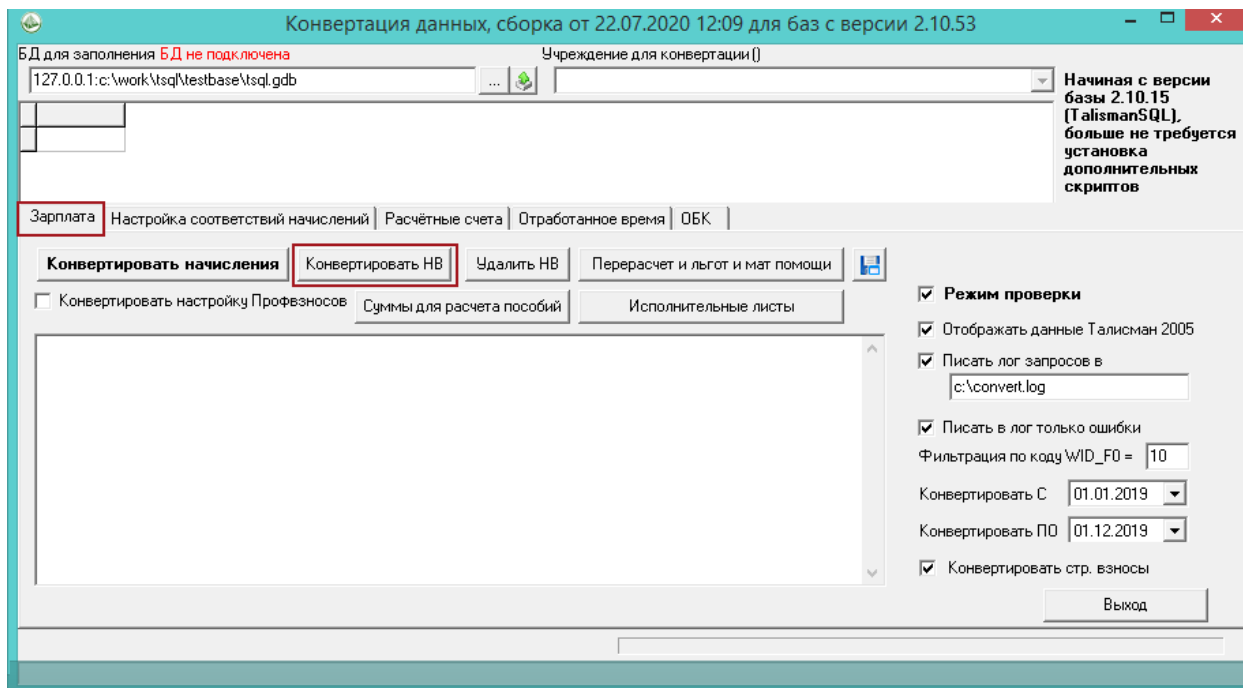 Конвертация данных, сборка от 22.07.2020 12:09 для баз с версии 2.10.53
БД для заполнения БД не подключена
Учреждение для конвертации ()
127.0.0.1:c:\work\tsql\testbase\tsql.gdb
...
Начиная с версии
базы 2.10.15
(TalismanSQL),
больше не требуется
установка
дополнительных
скриптов
Зарплата Настройка соответствий начислений Расчётные счета Отработанное время ОБК
Конвертировать начисления Конвертировать НВ Удалить НВ Перерасчет и льгот и мат помощи
Конвертировать настройку Профвзносов Суммы для расчета пособий Исполнительные листы
Режим проверки
Отображать данные Талисман 2005
Писать лог запросов в
c:\convert.log
Писать в лог только ошибки
Фильтрация по коду WID_F0 = 10
Конвертировать С 01.01.2019
Конвертировать ПО 01.12.2019
Конвертировать стр. взносы
Выход